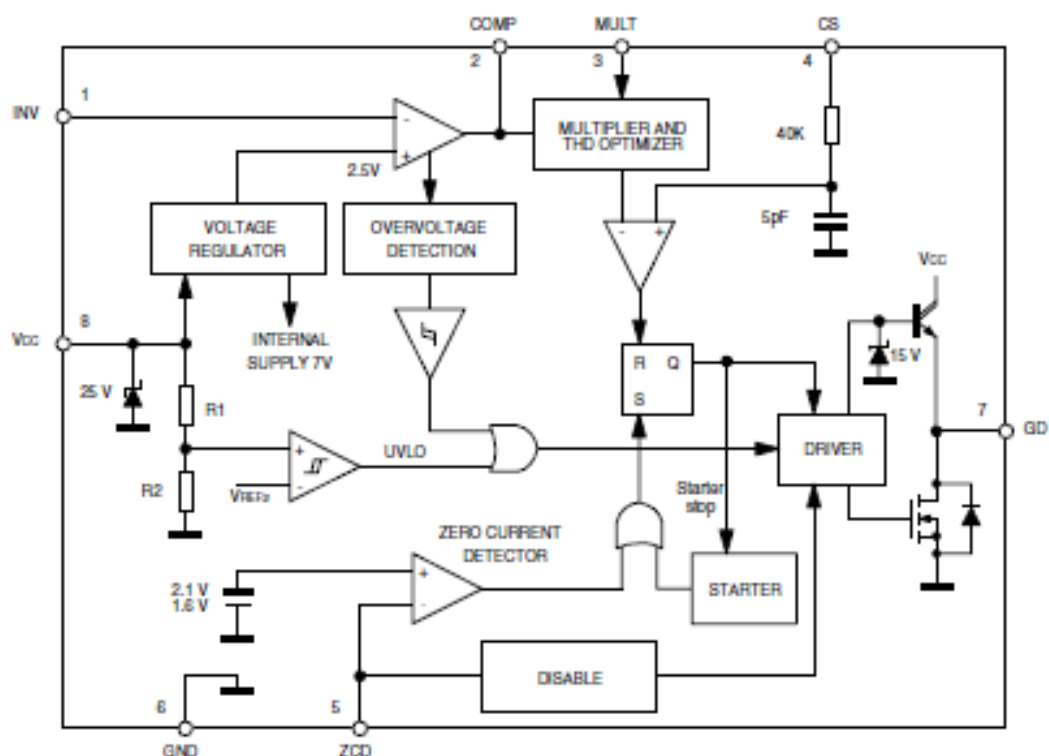 COMP
MULT
CS
2
3
4
1
INV
-
+
2.5V
MULTIPLIER AND
THD OPTIMIZER
40K
5pF
VOLTAGE
REGULATOR
OVERVOLTAGE
DETECTION
- +
VCC
8
VCC
INTERNAL
SUPPLY 7V
25 V
R1
R Q
S
15 V
7
GD
DRIVER
+
-
UVLO
R2
VREF2
Starter
stop
ZERO CURRENT
DETECTOR
2.1 V
1.6 V
+
-
STARTER
DISABLE
6
5
GND
ZCD